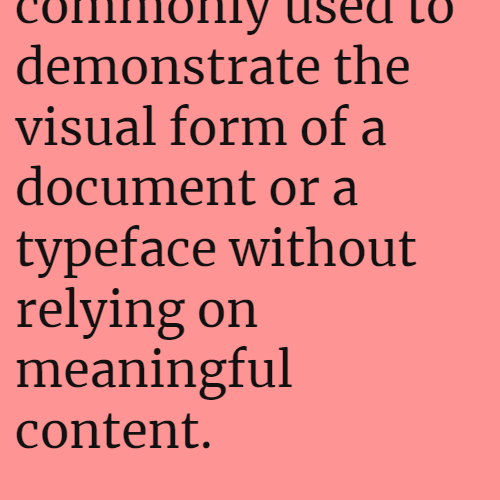 commonly used to
demonstrate the
visual form of a
document or a
typeface without
relying on
meaningful
content.